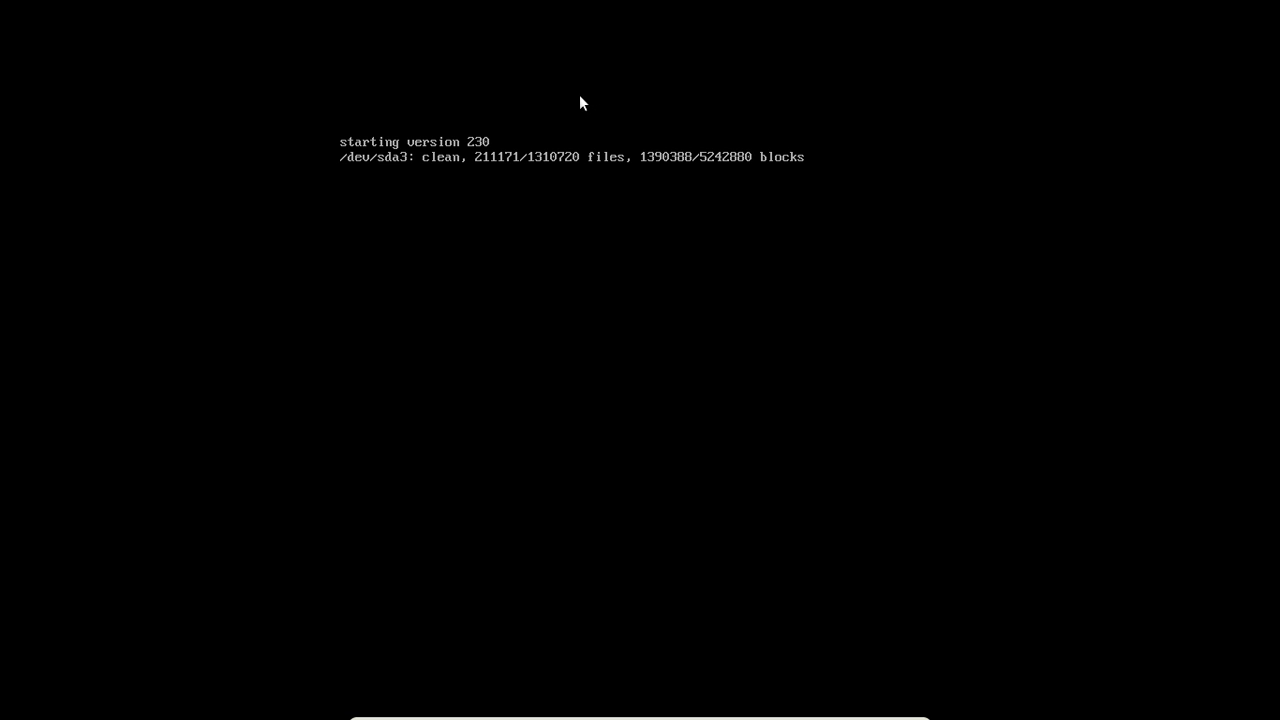 starting version 230
/dev/sda3: clean, 211171/1310720 files, 1390388/5242880 blocks